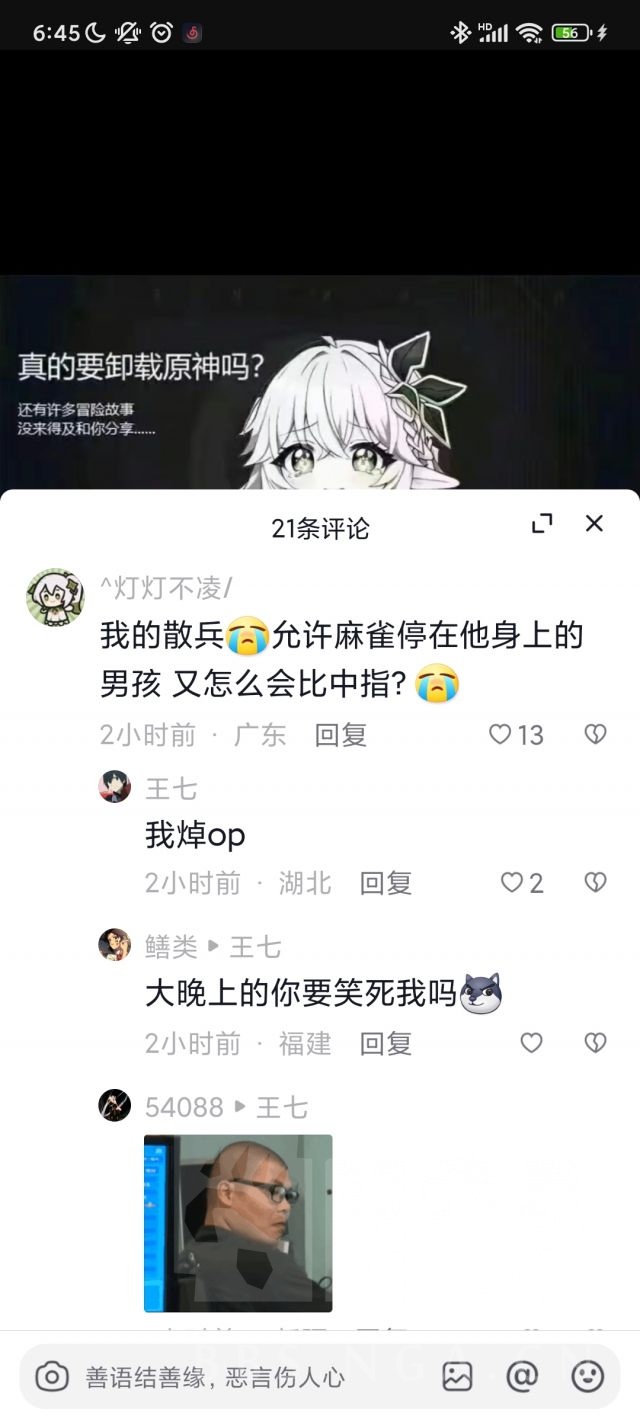 6:45
HD
56
真的要卸载原神吗?
还有许多冒险故事
没来得及和你分享……
21条评论
^灯灯不凌/
我的散兵😭允许麻雀停在他身上的
男孩 又怎么会比中指?😭
2小时前 · 广东 回复 13
王七
我焯op
2小时前 · 湖北 回复 2
鳝类 ▸ 王七
大晚上的你要笑死我吗
2小时前 · 福建 回复
54088 ▸ 王七
善语结善缘，恶言伤人心